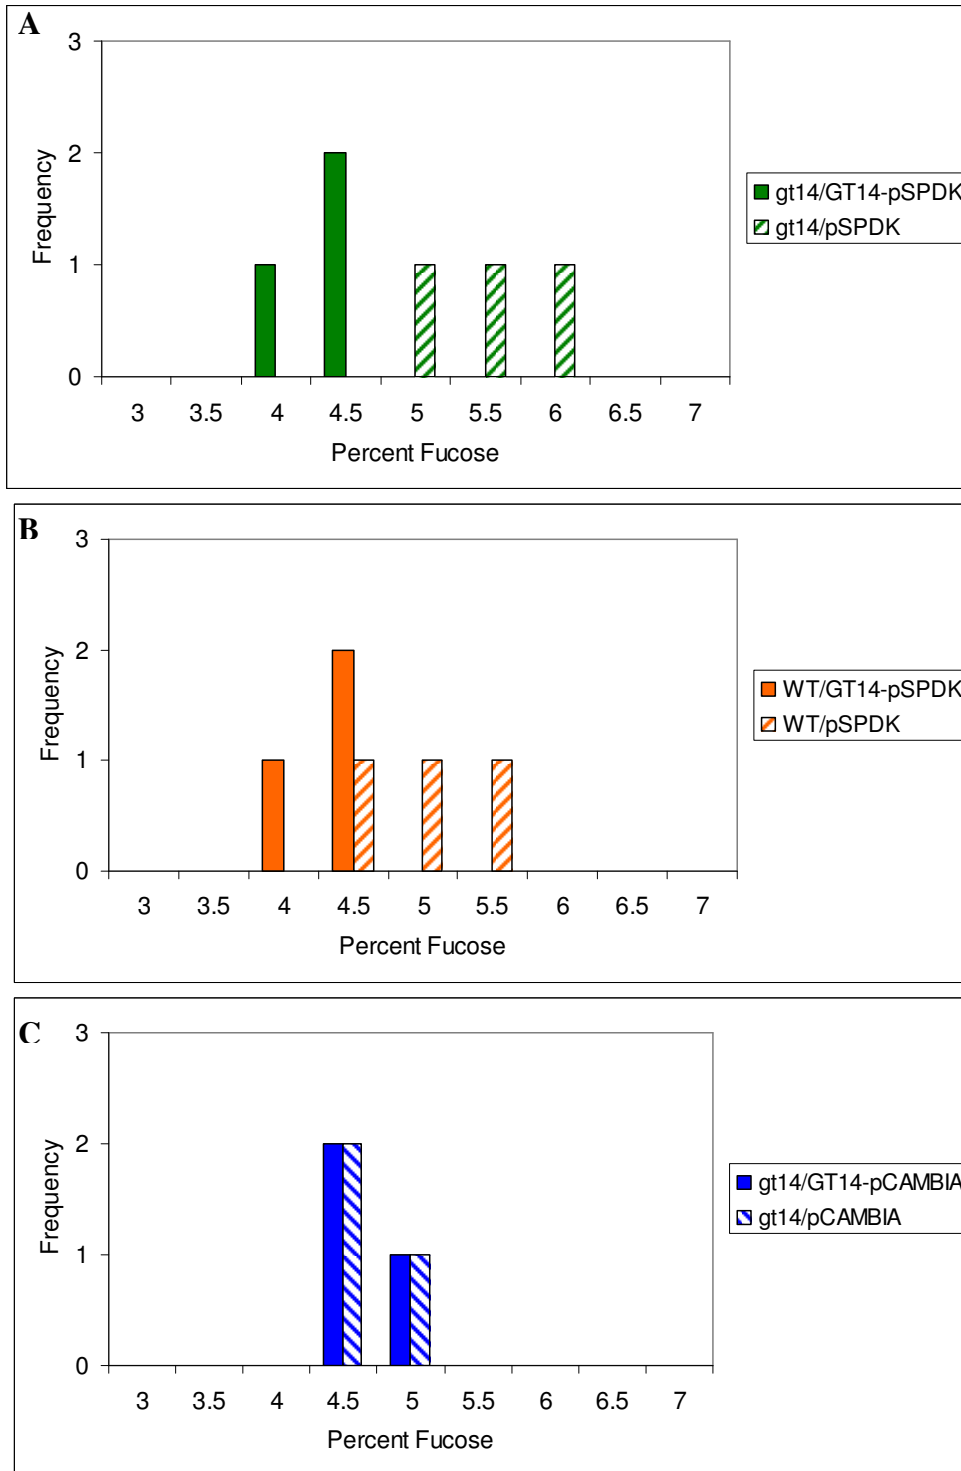 A
3
2
1
0
Frequency
3 3.5 4 4.5 5 5.5 6 6.5 7
Percent Fucose
gt14/GT14-pSPDK
gt14/pSPDK
B
3
2
1
0
Frequency
3 3.5 4 4.5 5 5.5 6 6.5 7
Percent Fucose
WT/GT14-pSPDK
WT/pSPDK
C
3
2
1
0
Frequency
3 3.5 4 4.5 5 5.5 6 6.5 7
Percent Fucose
gt14/GT14-pCAMBIA
gt14/pCAMBIA